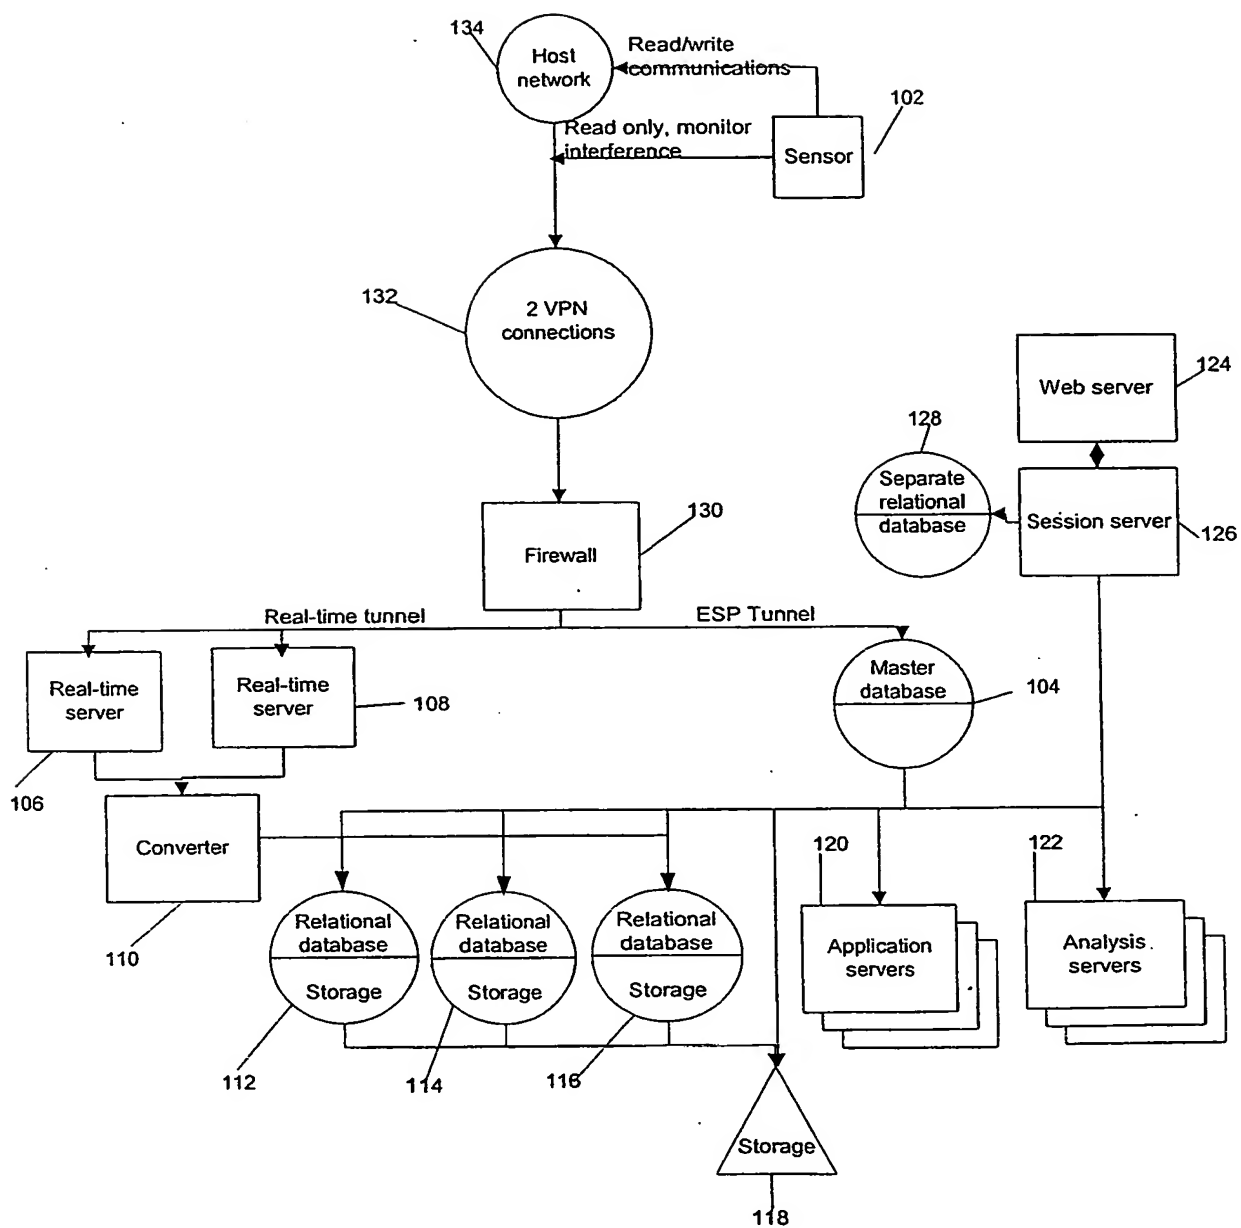 134
Host
network
Read/write
communications
102
Read only, monitor
interference
Sensor
132
2 VPN
connections
Web server
124
128
Separate
relational
database
Session server
126
130
Firewall
Real-time tunnel
ESP Tunnel
Real-time
server
Real-time
server
108
Master
database
104
106
Converter
110
120
122
Relational
database
Storage
Relational
database
Storage
Relational
database
Storage
Application
servers
Analysis
servers
112
114
116
Storage
118